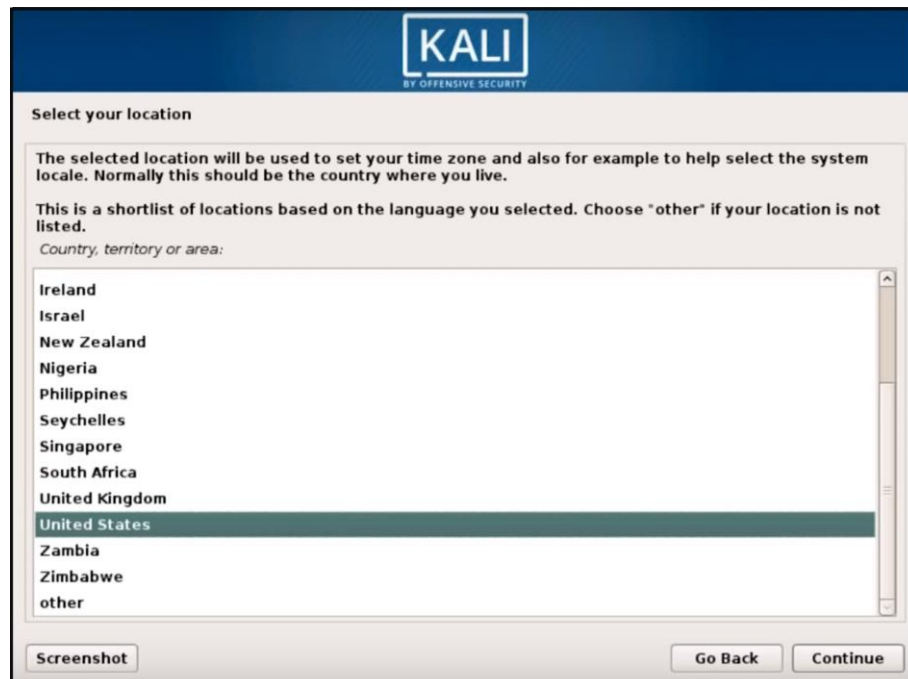 KALI
BY OFFENSIVE SECURITY
Select your location
The selected location will be used to set your time zone and also for example to help select the system
locale. Normally this should be the country where you live.
This is a shortlist of locations based on the language you selected. Choose "other" if your location is not
listed.
Country, territory or area:
Ireland
Israel
New Zealand
Nigeria
Philippines
Seychelles
Singapore
South Africa
United Kingdom
United States
Zambia
Zimbabwe
other
Screenshot
Go Back
Continue